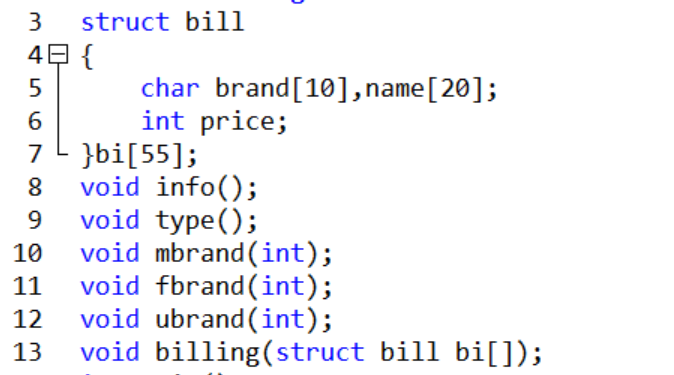 3 struct bill
4 {
5 char brand[10],name[20];
6 int price;
7 }bi[55];
8 void info();
9 void type();
10 void mbrand(int);
11 void fbrand(int);
12 void ubrand(int);
13 void billing(struct bill bi[]);